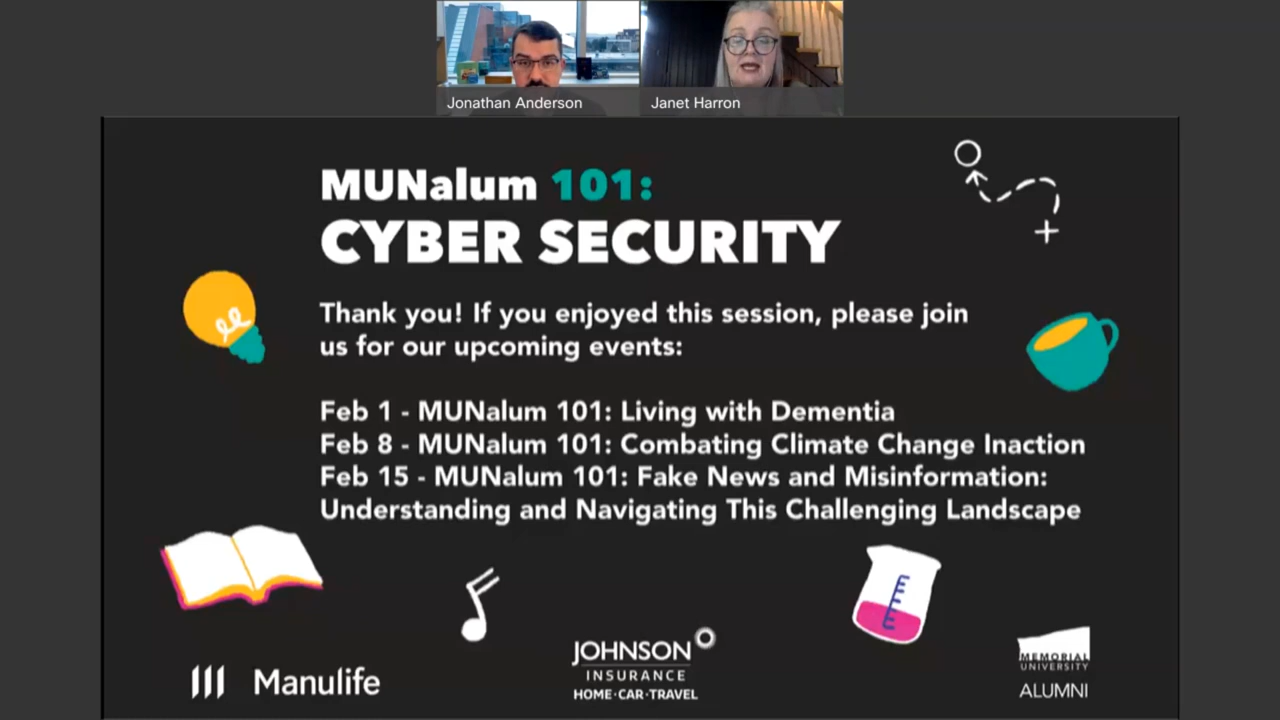 Jonathan Anderson
Janet Harron
MUNalum 101:
CYBER SECURITY
Thank you! If you enjoyed this session, please join
us for our upcoming events:
Feb 1 - MUNalum 101: Living with Dementia
Feb 8 - MUNalum 101: Combating Climate Change Inaction
Feb 15 - MUNalum 101: Fake News and Misinformation:
Understanding and Navigating This Challenging Landscape
Manulife
JOHNSON
INSURANCE
HOME·CAR·TRAVEL
MEMORIAL
UNIVERSITY
ALUMNI